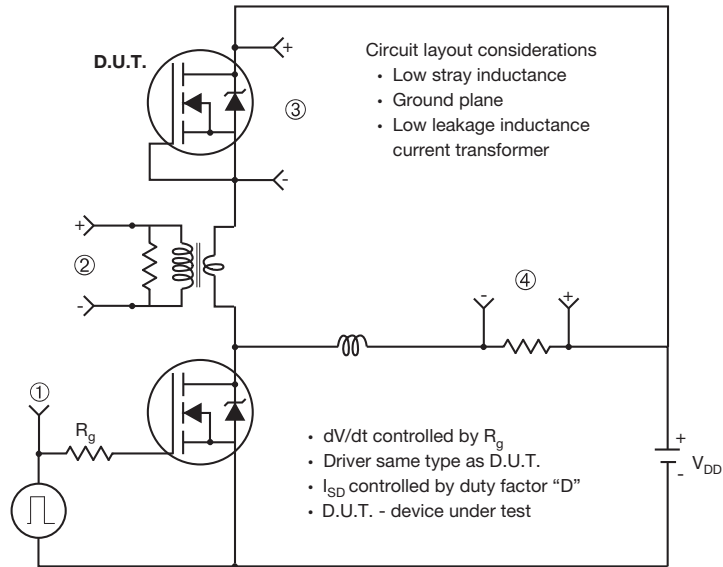 D.U.T.
+
Circuit layout considerations
• Low stray inductance
• Ground plane
• Low leakage inductance
current transformer
③
-
+
②
-
④
-
+
①
Rg
• dV/dt controlled by Rg
• Driver same type as D.U.T.
• ISD controlled by duty factor “D”
• D.U.T. - device under test
+
VDD
-